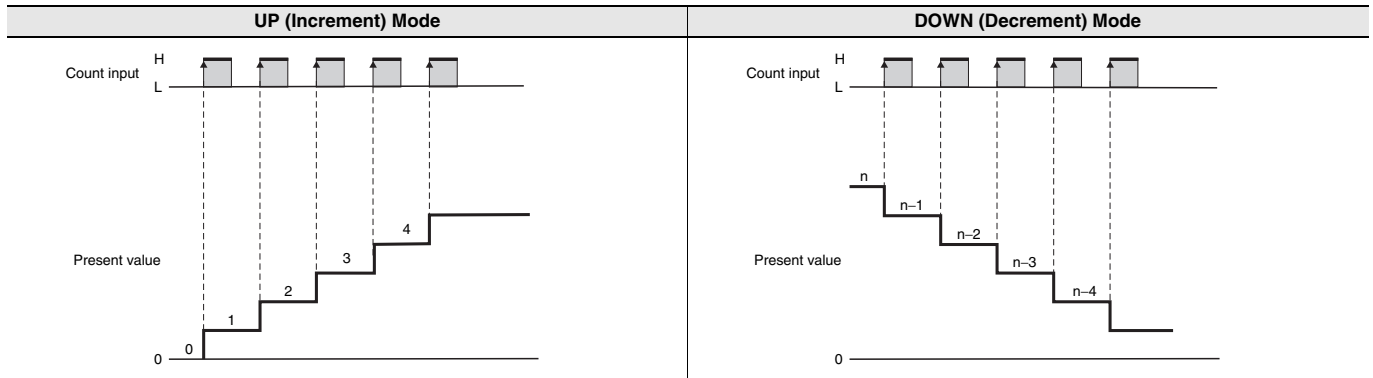 UP (Increment) Mode
DOWN (Decrement) Mode
Count input
H
L
Present value
4
3
2
1
0
0
Count input
H
L
n
n–1
n–2
n–3
n–4
Present value
0